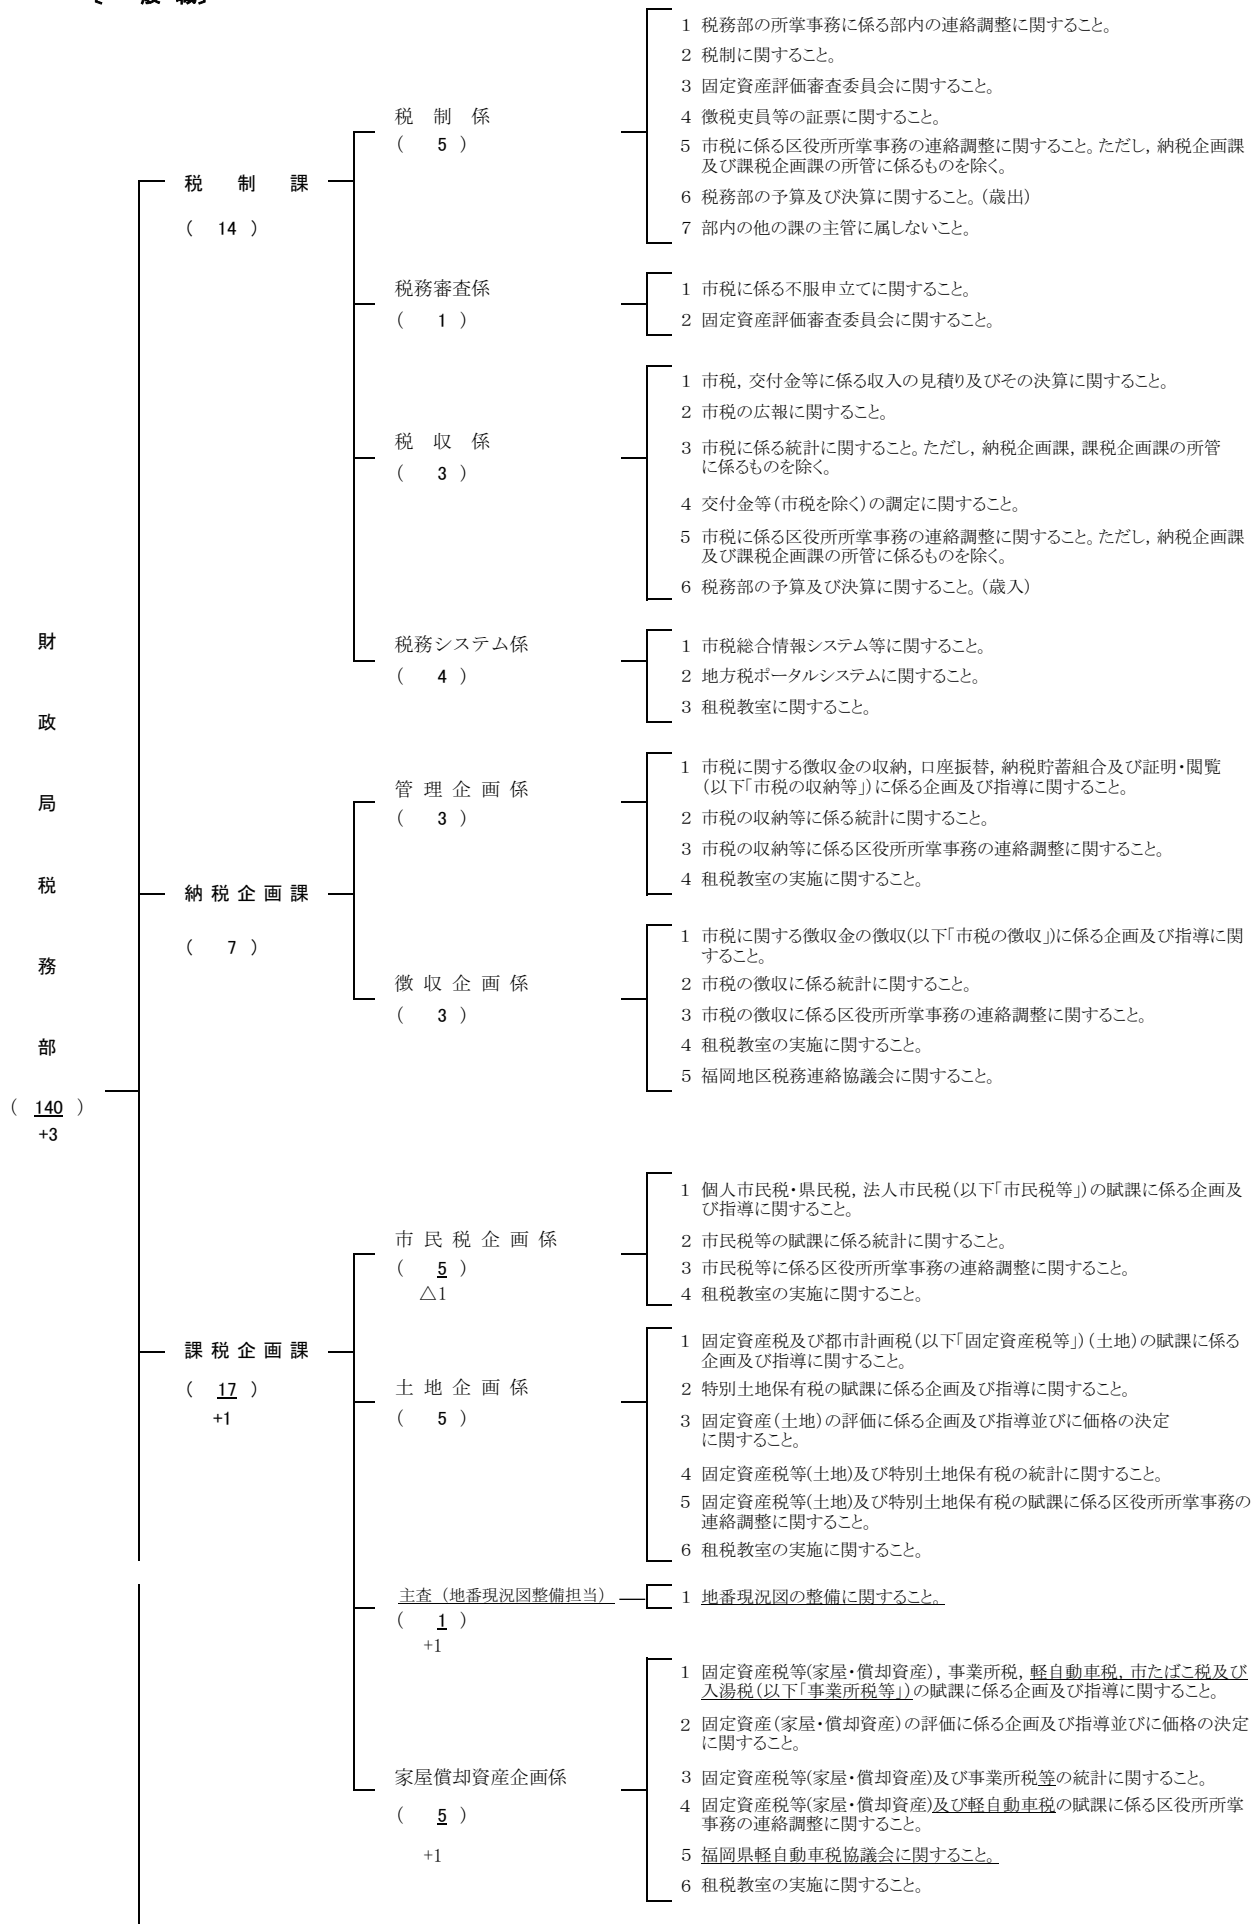 1 税務部の所掌事務に係る部内の連絡調整に関すること。
2 税制に関すること。
3 固定資産評価審査委員会に関すること。
税 制 係
( 5 )
4 徴税吏員等の証票に関すること。
5 市税に係る区役所所掌事務の連絡調整に関すること。ただし，納税企画課
及び課税企画課の所管に係るものを除く。
税 制 課
( 14 )
6 税務部の予算及び決算に関すること。(歳出)
7 部内の他の課の主管に属しないこと。
税務審査係
( 1 )
1 市税に係る不服申立てに関すること。
2 固定資産評価審査委員会に関すること。
税 収 係
( 3 )
1 市税，交付金等に係る収入の見積り及びその決算に関すること。
2 市税の広報に関すること。
3 市税に係る統計に関すること。ただし，納税企画課，課税企画課の所管
に係るものを除く。
4 交付金等(市税を除く)の調定に関すること。
5 市税に係る区役所所掌事務の連絡調整に関すること。ただし，納税企画課
及び課税企画課の所管に係るものを除く。
6 税務部の予算及び決算に関すること。(歳入)
税務システム係
( 4 )
1 市税総合情報システム等に関すること。
2 地方税ポータルシステムに関すること。
3 租税教室に関すること。
財 政 局 税 務 部
( 140 )
+3
納税企画課
( 7 )
管理企画係
( 3 )
1 市税に関する徴収金の収納，口座振替，納税貯蓄組合及び証明・閲覧
(以下「市税の収納等」)に係る企画及び指導に関すること。
2 市税の収納等に係る統計に関すること。
3 市税の収納等に係る区役所所掌事務の連絡調整に関すること。
4 租税教室の実施に関すること。
徴収企画係
( 3 )
1 市税に関する徴収金の徴収(以下「市税の徴収」)に係る企画及び指導に関
すること。
2 市税の徴収に係る統計に関すること。
3 市税の徴収に係る区役所所掌事務の連絡調整に関すること。
4 租税教室の実施に関すること。
5 福岡地区税務連絡協議会に関すること。
課税企画課
( 17 )
+1
市民税企画係
( 5 )
△1
1 個人市民税・県民税，法人市民税(以下「市民税等」)の賦課に係る企画及
び指導に関すること。
2 市民税等の賦課に係る統計に関すること。
3 市民税等に係る区役所所掌事務の連絡調整に関すること。
4 租税教室の実施に関すること。
土地企画係
( 5 )
1 固定資産税及び都市計画税(以下「固定資産税等」)(土地)の賦課に係る
企画及び指導に関すること。
2 特別土地保有税の賦課に係る企画及び指導に関すること。
3 固定資産(土地)の評価に係る企画及び指導並びに価格の決定
に関すること。
4 固定資産税等(土地)及び特別土地保有税の統計に関すること。
5 固定資産税等(土地)及び特別土地保有税の賦課に係る区役所所掌事務の
連絡調整に関すること。
6 租税教室の実施に関すること。
主査(地番現況図整備担当)
( 1 )
+1
1 地番現況図の整備に関すること。
家屋償却資産企画係
( 5 )
+1
1 固定資産税等(家屋・償却資産)，事業所税，軽自動車税，市たばこ税及び
入湯税(以下「事業所税等」)の賦課に係る企画及び指導に関すること。
2 固定資産(家屋・償却資産)の評価に係る企画及び指導並びに価格の決定
に関すること。
3 固定資産税等(家屋・償却資産)及び事業所税等の統計に関すること。
4 固定資産税等(家屋・償却資産)及び軽自動車税の賦課に係る区役所所掌
事務の連絡調整に関すること。
5 福岡県軽自動車税協議会に関すること。
6 租税教室の実施に関すること。